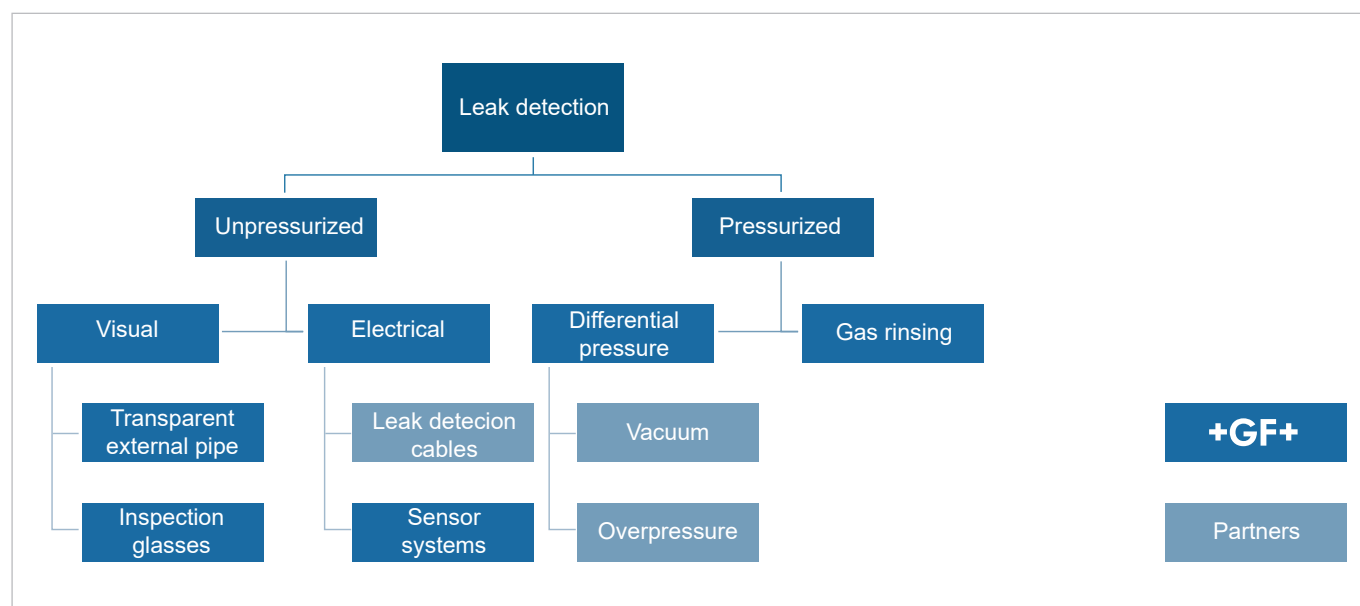 Leak detection
Unpressurized
Pressurized
Visual
Electrical
Differential
pressure
Gas rinsing
Transparent
external pipe
Leak detecion
cables
Vacuum
+GF+
Inspection
glasses
Sensor
systems
Overpressure
Partners